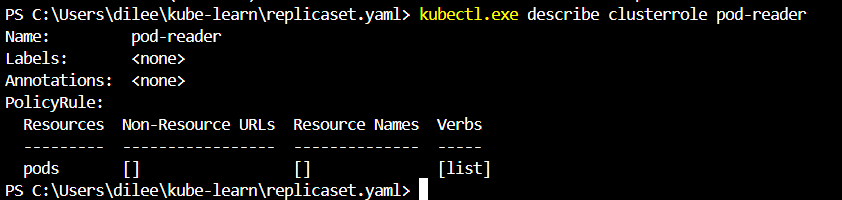 PS C:\Users\dilee\kube-learn\replicaset.yaml> kubectl.exe describe clusterrole pod-reader
Name:         pod-reader
Labels:       <none>
Annotations:  <none>
PolicyRule:
  Resources  Non-Resource URLs  Resource Names  Verbs
  ---------  -----------------  --------------  -----
  pods       []                 []              [list]
PS C:\Users\dilee\kube-learn\replicaset.yaml>